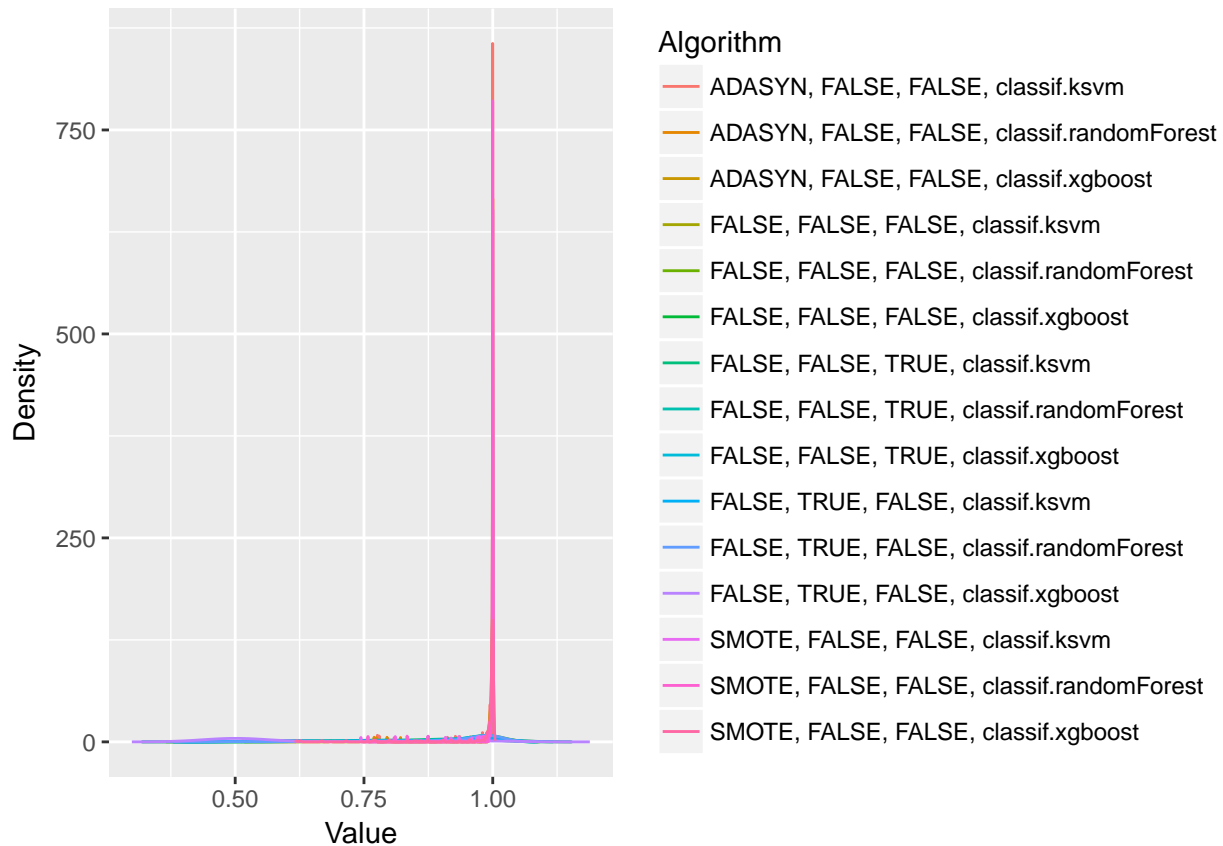 750
500
250
0
Density
0.50 0.75 1.00
Value
Algorithm
ADASYN, FALSE, FALSE, classif.ksvm
ADASYN, FALSE, FALSE, classif.randomForest
ADASYN, FALSE, FALSE, classif.xgboost
FALSE, FALSE, FALSE, classif.ksvm
FALSE, FALSE, FALSE, classif.randomForest
FALSE, FALSE, FALSE, classif.xgboost
FALSE, FALSE, TRUE, classif.ksvm
FALSE, FALSE, TRUE, classif.randomForest
FALSE, FALSE, TRUE, classif.xgboost
FALSE, TRUE, FALSE, classif.ksvm
FALSE, TRUE, FALSE, classif.randomForest
FALSE, TRUE, FALSE, classif.xgboost
SMOTE, FALSE, FALSE, classif.ksvm
SMOTE, FALSE, FALSE, classif.randomForest
SMOTE, FALSE, FALSE, classif.xgboost